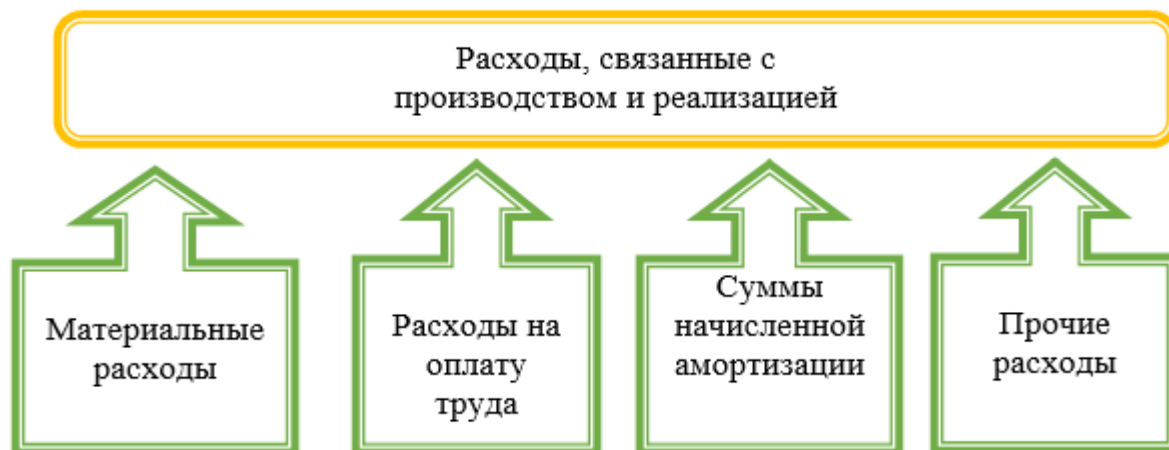 Расходы, связанные с
производством и реализацией
Материальные
расходы
Расходы на
оплату
труда
Суммы
начисленной
амортизации
Прочие
расходы